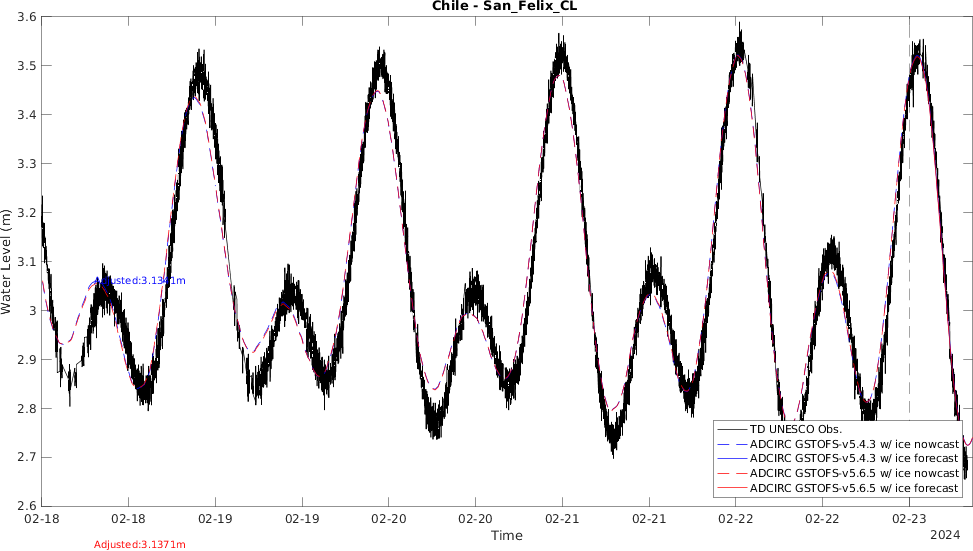 Chile - San_Felix_CL
3.6
3.5
3.4
3.3
3.2
3.1
3
2.9
2.8
2.7
2.6
Water Level (m)
TD UNESCO Obs.
ADCIRC GSTOFS-v5.4.3 w/ ice nowcast
ADCIRC GSTOFS-v5.4.3 w/ ice forecast
ADCIRC GSTOFS-v5.6.5 w/ ice nowcast
ADCIRC GSTOFS-v5.6.5 w/ ice forecast
02-18 02-18 02-19 02-19 02-20 02-20 02-21 02-21 02-22 02-22 02-23
Time
2024
Adjusted:3.1371m